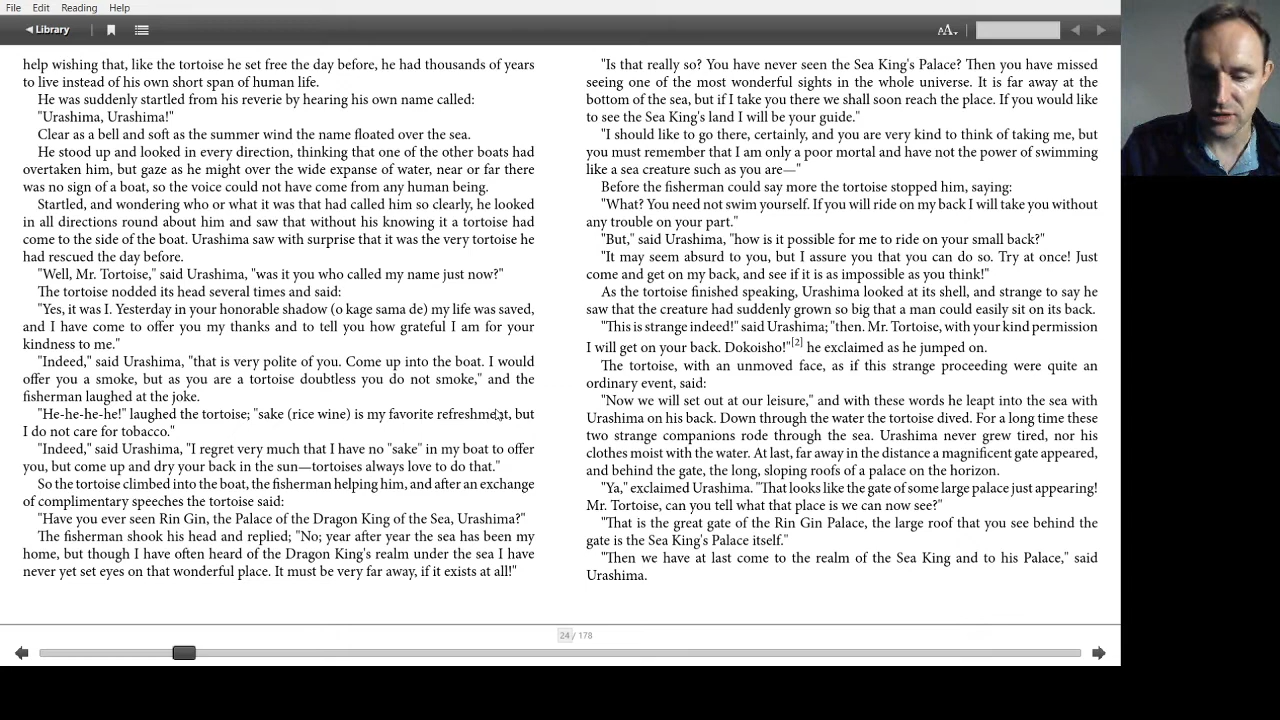 File Edit Reading Help
Library
AA
help wishing that, like the tortoise he set free the day before, he had thousands of years
to live instead of his own short span of human life.
He was suddenly startled from his reverie by hearing his own name called:
"Urashima, Urashima!"
Clear as a bell and soft as the summer wind the name floated over the sea.
He stood up and looked in every direction, thinking that one of the other boats had
overtaken him, but gaze as he might over the wide expanse of water, near or far there
was no sign of a boat, so the voice could not have come from any human being.
Startled, and wondering who or what it was that had called him so clearly, he looked
in all directions round about him and saw that without his knowing it a tortoise had
come to the side of the boat. Urashima saw with surprise that it was the very tortoise he
had rescued the day before.
"Well, Mr. Tortoise," said Urashima, "was it you who called my name just now?"
The tortoise nodded its head several times and said:
"Yes, it was I. Yesterday in your honorable shadow (o kage sama de) my life was saved,
and I have come to offer you my thanks and to tell you how grateful I am for your
kindness to me."
"Indeed," said Urashima, "that is very polite of you. Come up into the boat. I would
offer you a smoke, but as you are a tortoise doubtless you do not smoke," and the
fisherman laughed at the joke.
"He-he-he-he!" laughed the tortoise; "sake (rice wine) is my favorite refreshment, but
I do not care for tobacco."
"Indeed," said Urashima, "I regret very much that I have no "sake" in my boat to offer
you, but come up and dry your back in the sun—tortoises always love to do that."
So the tortoise climbed into the boat, the fisherman helping him, and after an exchange
of complimentary speeches the tortoise said:
"Have you ever seen Rin Gin, the Palace of the Dragon King of the Sea, Urashima?"
The fisherman shook his head and replied; "No; year after year the sea has been my
home, but though I have often heard of the Dragon King's realm under the sea I have
never yet set eyes on that wonderful place. It must be very far away, if it exists at all!"
"Is that really so? You have never seen the Sea King's Palace? Then you have missed
seeing one of the most wonderful sights in the whole universe. It is far away at the
bottom of the sea, but if I take you there we shall soon reach the place. If you would like
to see the Sea King's land I will be your guide."
"I should like to go there, certainly, and you are very kind to think of taking me, but
you must remember that I am only a poor mortal and have not the power of swimming
like a sea creature such as you are—"
Before the fisherman could say more the tortoise stopped him, saying:
"What? You need not swim yourself. If you will ride on my back I will take you without
any trouble on your part."
"But," said Urashima, "how is it possible for me to ride on your small back?"
"It may seem absurd to you, but I assure you that you can do so. Try at once! Just
come and get on my back, and see if it is as impossible as you think!"
As the tortoise finished speaking, Urashima looked at its shell, and strange to say he
saw that the creature had suddenly grown so big that a man could easily sit on its back.
"This is strange indeed!" said Urashima; "then. Mr. Tortoise, with your kind permission
I will get on your back. Dokoisho!"[2] he exclaimed as he jumped on.
The tortoise, with an unmoved face, as if this strange proceeding were quite an
ordinary event, said:
"Now we will set out at our leisure," and with these words he leapt into the sea with
Urashima on his back. Down through the water the tortoise dived. For a long time these
two strange companions rode through the sea. Urashima never grew tired, nor his
clothes moist with the water. At last, far away in the distance a magnificent gate appeared,
and behind the gate, the long, sloping roofs of a palace on the horizon.
"Ya," exclaimed Urashima. "That looks like the gate of some large palace just appearing!
Mr. Tortoise, can you tell what that place is we can now see?"
"That is the great gate of the Rin Gin Palace, the large roof that you see behind the
gate is the Sea King's Palace itself."
"Then we have at last come to the realm of the Sea King and to his Palace," said
Urashima.
24 / 178